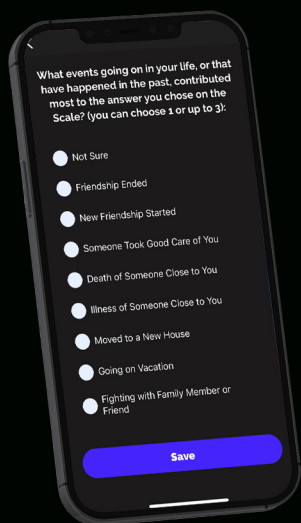 What events going on in your life, or that
have happened in the past, contributed
most to the answer you chose on the
Scale? (you can choose 1 or up to 3):
Not Sure
Friendship Ended
New Friendship Started
Someone Took Good Care of You
Death of Someone Close to You
Illness of Someone Close to You
Moved to a New House
Going on Vacation
Fighting with Family Member or
Friend
Save